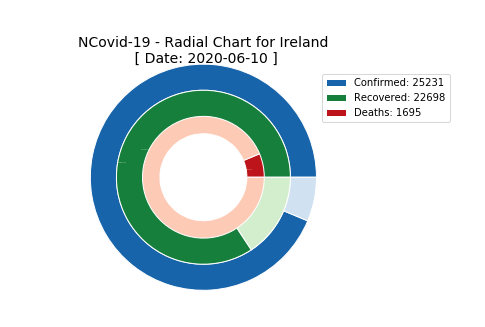 NCovid-19 - Radial Chart for Ireland
[ Date: 2020-06-10 ]
Confirmed: 25231
Recovered: 22698
Deaths: 1695